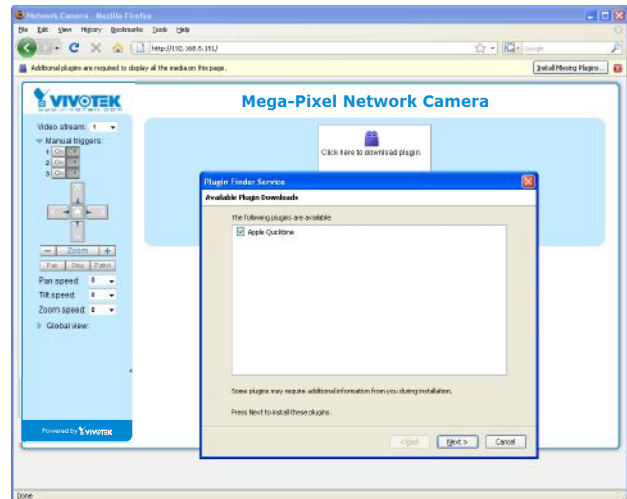 Network Camera - Mozilla Firefox
File Edit View History Bookmarks Tools Help
Google
Additional plugins are required to display all the media on this page.
Install Missing Plugins...
VIVOTEK
Mega-Pixel Network Camera
Video stream: 1
Manual triggers:
1 On Off
2 On Off
3 On Off
Click here to download plugin.
Plugin Finder Service
Available Plugin Downloads
The following plugins are available:
Apple Quicktime
Zoom
Pan Stop Patrol
Pan speed: 0
Tilt speed: 0
Zoom speed: 0
Global view:
Some plugins may require additional information from you during installation.
Press Next to install these plugins.
Powered by VIVOTEK
< Back Next > Cancel
Done